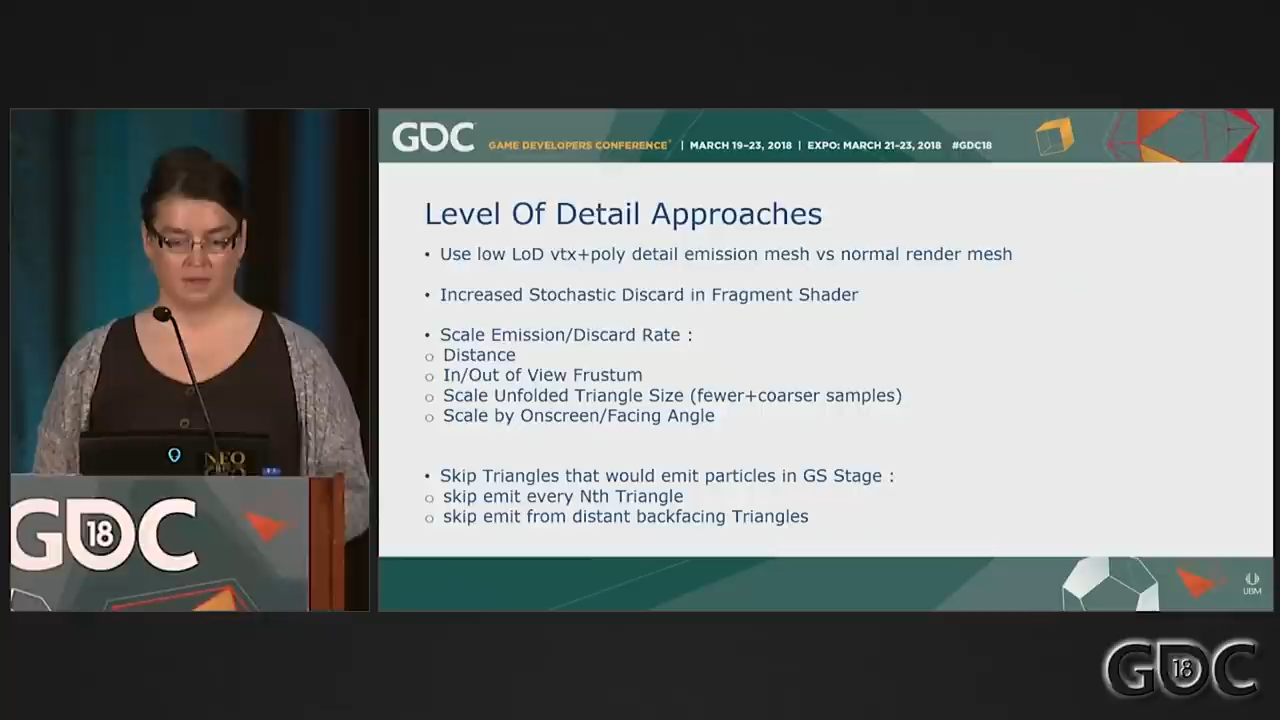 GDC GAME DEVELOPERS CONFERENCE | MARCH 19–23, 2018 | EXPO: MARCH 21–23, 2018 #GDC18
Level Of Detail Approaches
• Use low LoD vtx+poly detail emission mesh vs normal render mesh
• Increased Stochastic Discard in Fragment Shader
• Scale Emission/Discard Rate :
o Distance
o In/Out of View Frustum
o Scale Unfolded Triangle Size (fewer+coarser samples)
o Scale by Onscreen/Facing Angle
• Skip Triangles that would emit particles in GS Stage :
o skip emit every Nth Triangle
o skip emit from distant backfacing Triangles
UBM
NEO
GDC 18
GDC 18